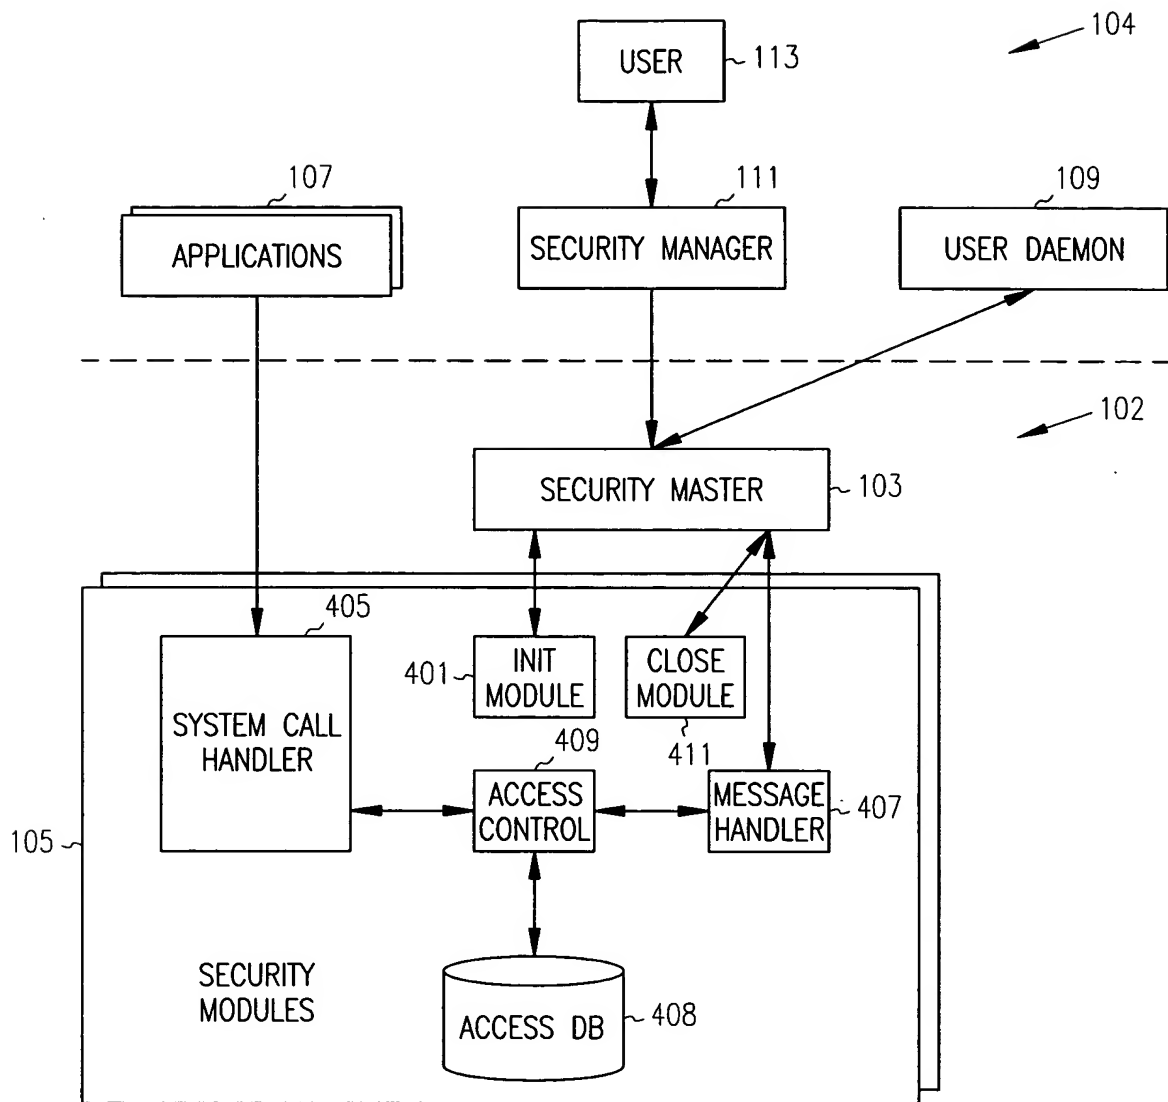 104
USER
113
107
111
109
APPLICATIONS
SECURITY MANAGER
USER DAEMON
102
SECURITY MASTER
103
405
SYSTEM CALL
HANDLER
401
INIT
MODULE
CLOSE
MODULE
411
409
ACCESS
CONTROL
MESSAGE
HANDLER
407
105
SECURITY
MODULES
ACCESS DB
408